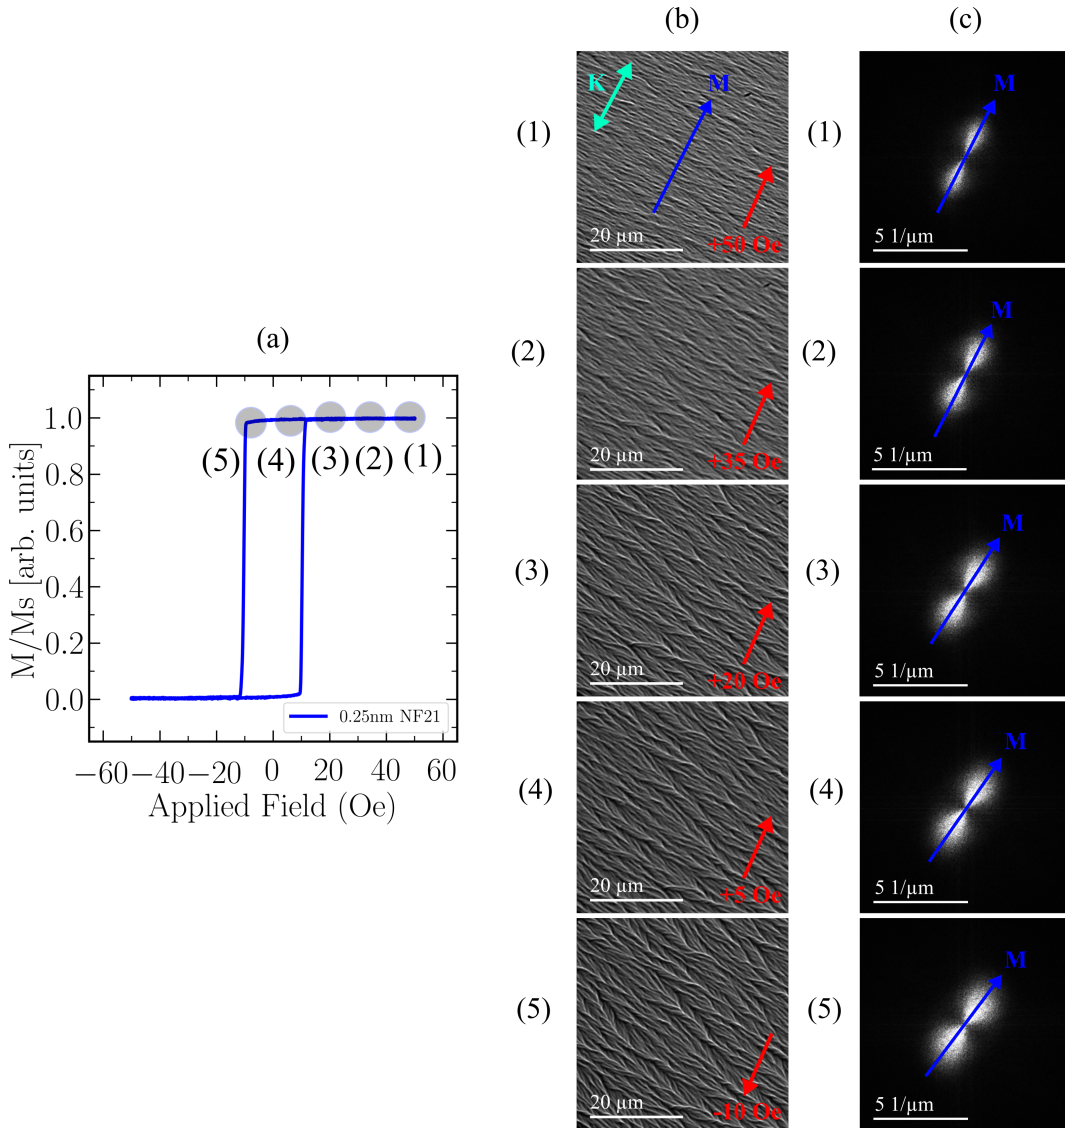 (a)
M/Ms [arb. units]
1.0
0.8
0.6
0.4
0.2
0.0
(5) (4) (3) (2) (1)
0.25nm NF21
−60 −40 −20 0 20 40 60
Applied Field (Oe)
(b)
(1)
K
M
20 µm
+50 Oe
(2)
20 µm
+35 Oe
(3)
20 µm
+20 Oe
(4)
20 µm
+5 Oe
(5)
20 µm
-10 Oe
(c)
(1)
M
5 1/µm
(2)
M
5 1/µm
(3)
M
5 1/µm
(4)
M
5 1/µm
(5)
M
5 1/µm